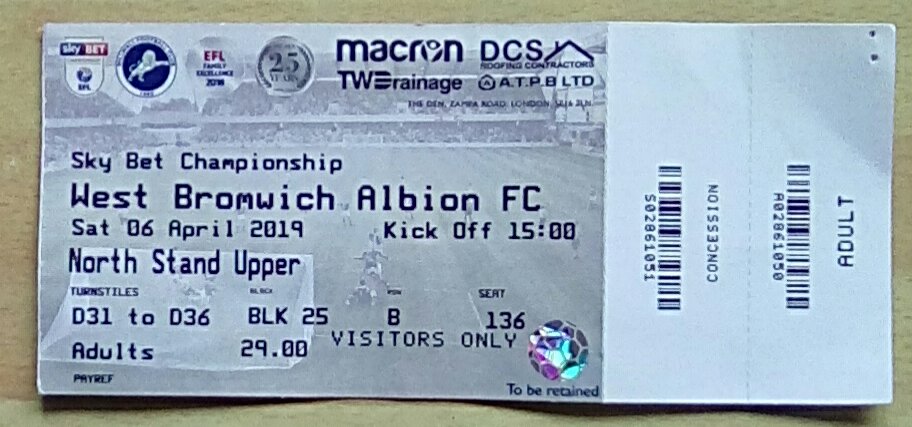 sky BET
EFL
EFL
FAMILY
EXCELLENCE
2018
25
YEARS
macron
DCS
ROOFING CONTRACTORS
TWDrainage
A.T.P.B LTD
THE DEN, ZAMPA ROAD, LONDON, SE16 3LN
Sky Bet Championship
West Bromwich Albion FC
Sat 06 April 2019
Kick Off 15:00
North Stand Upper
TURNSTILES
BLOCK
ROW
SEAT
D31 to D36
BLK 25
B
136
VISITORS ONLY
Adults
29.00
PAYREF
To be retained
S02861051
CONCESSION
A02861050
ADULT